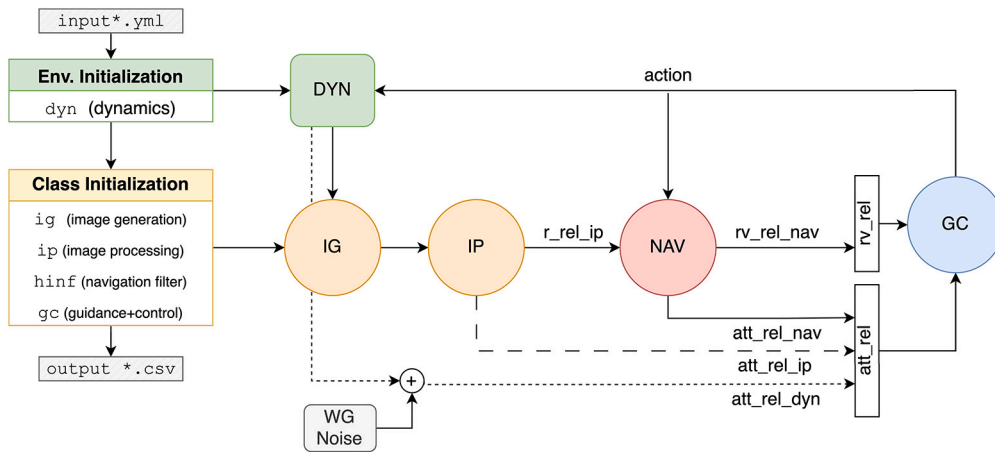 input*.yml
Env. Initialization
dyn (dynamics)
Class Initialization
ig (image generation)
ip (image processing)
hinf (navigation filter)
gc (guidance+control)
output *.csv
DYN
action
IG
IP
r_rel_ip
NAV
rv_rel_nav
rv_rel
GC
att_rel_nav
att_rel_ip
att_rel_dyn
att_rel
+
WG
Noise